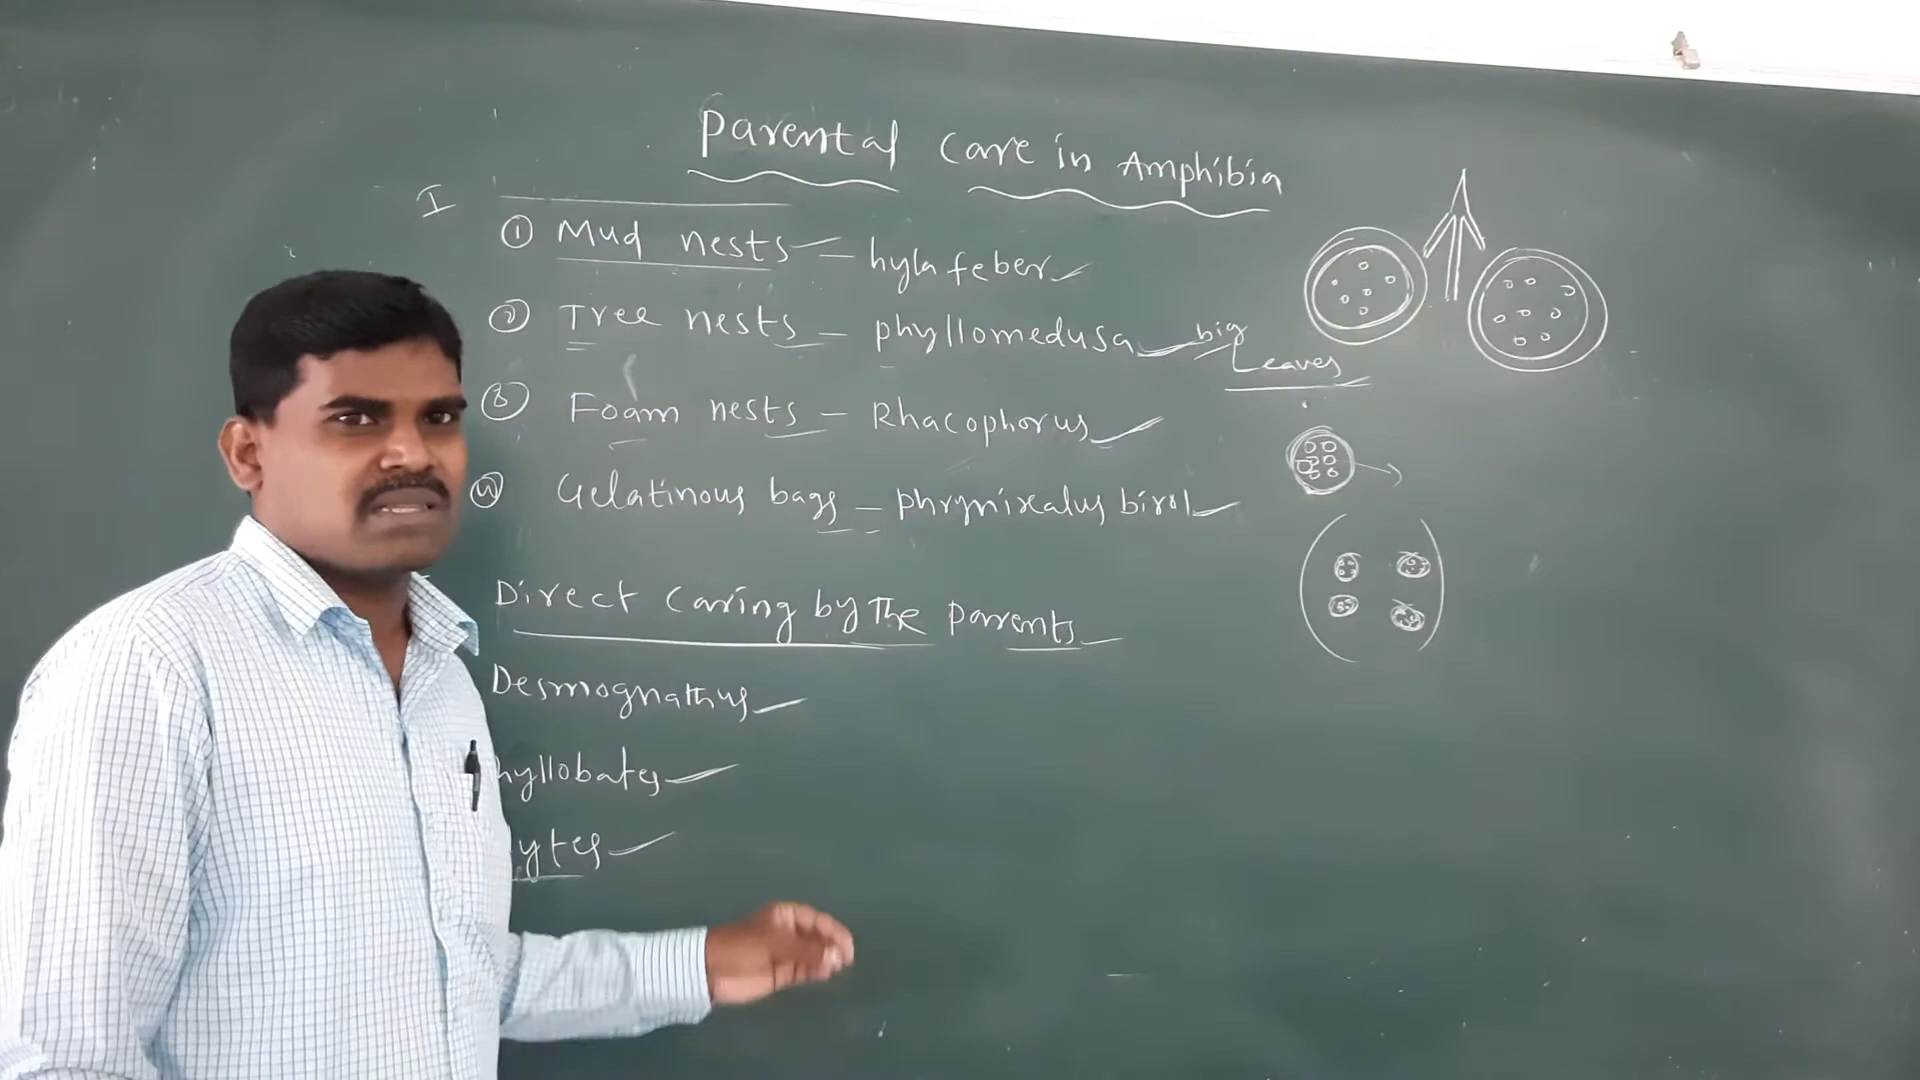 Parental Care in Amphibia
I
① Mud nests — hyla feber
② Tree nests — phyllomedusa big Leaves
③ Foam nests — Rhacophorus
④ Gelatinous bags — phrynixalus birol
Direct caring by The parents
Desmognathus
hyllobates
ytes